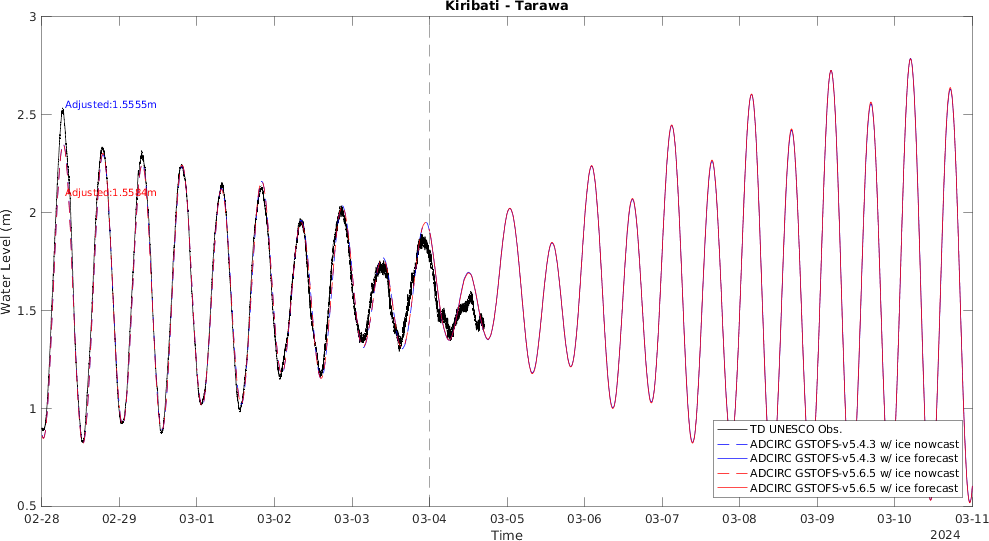 Kiribati - Tarawa
3
2.5
2
1.5
1
0.5
Water Level (m)
Adjusted:1.5555m
Adjusted:1.5584m
TD UNESCO Obs.
ADCIRC GSTOFS-v5.4.3 w/ ice nowcast
ADCIRC GSTOFS-v5.4.3 w/ ice forecast
ADCIRC GSTOFS-v5.6.5 w/ ice nowcast
ADCIRC GSTOFS-v5.6.5 w/ ice forecast
02-28 02-29 03-01 03-02 03-03 03-04 03-05 03-06 03-07 03-08 03-09 03-10 03-11
Time
2024